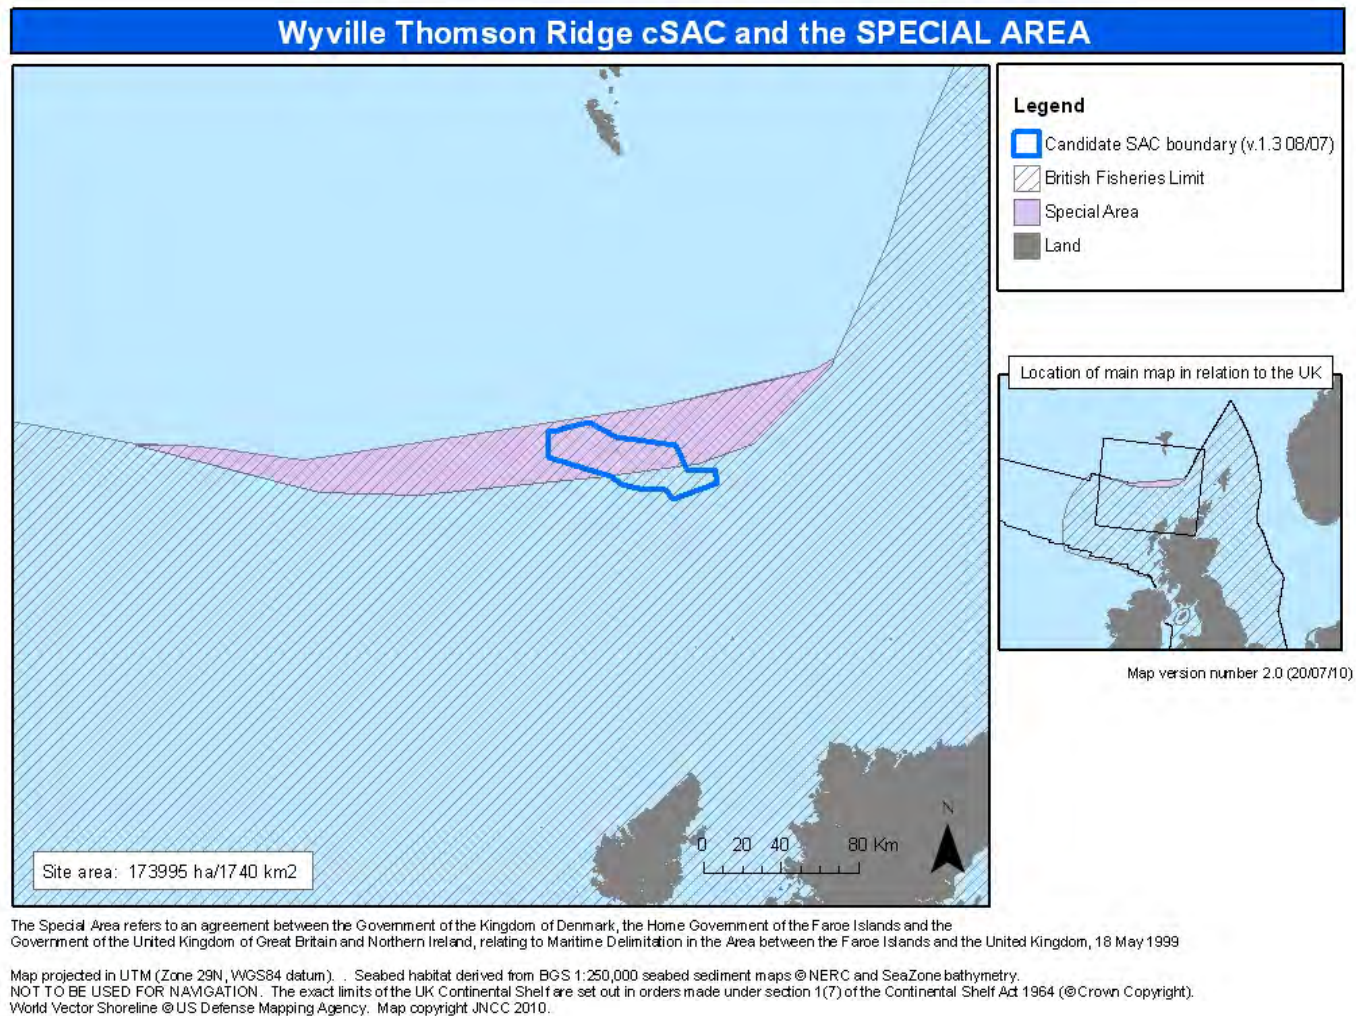 Wyville Thomson Ridge cSAC and the SPECIAL AREA
Legend
Candidate SAC boundary (v.1.3 08/07)
British Fisheries Limit
Special Area
Land
Location of main map in relation to the UK
Map version number 2.0 (20/07/10)
N
0 20 40 80 Km
Site area: 173995 ha/1740 km2
The Special Area refers to an agreement between the Government of the Kingdom of Denmark, the Home Government of the Faroe Islands and the
Government of the United Kingdom of Great Britain and Northern Ireland, relating to Maritime Delimitation in the Area between the Faroe Islands and the United Kingdom, 18 May 1999
Map projected in UTM (Zone 29N, WGS84 datum). . Seabed habitat derived from BGS 1:250,000 seabed sediment maps © NERC and SeaZone bathymetry.
NOT TO BE USED FOR NAVIGATION. The exact limits of the UK Continental Shelf are set out in orders made under section 1(7) of the Continental Shelf Act 1964 (©Crown Copyright).
World Vector Shoreline © US Defense Mapping Agency. Map copyright JNCC 2010.